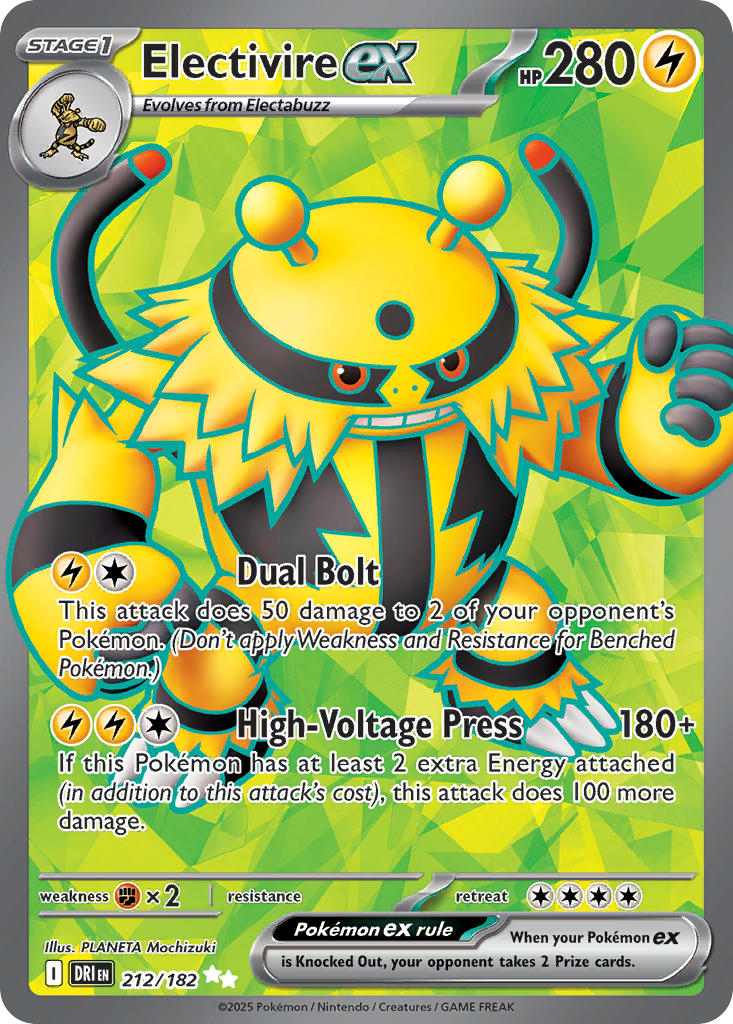 STAGE1
Electivire ex
HP 280
Evolves from Electabuzz
Dual Bolt
This attack does 50 damage to 2 of your opponent's
Pokémon. (Don't apply Weakness and Resistance for Benched
Pokémon.)
High-Voltage Press 180+
If this Pokémon has at least 2 extra Energy attached
(in addition to this attack's cost), this attack does 100 more
damage.
weakness ×2 resistance retreat
Illus. PLANETA Mochizuki
Pokémon ex rule
When your Pokémon ex
is Knocked Out, your opponent takes 2 Prize cards.
I DRI EN 212/182
©2025 Pokémon / Nintendo / Creatures / GAME FREAK